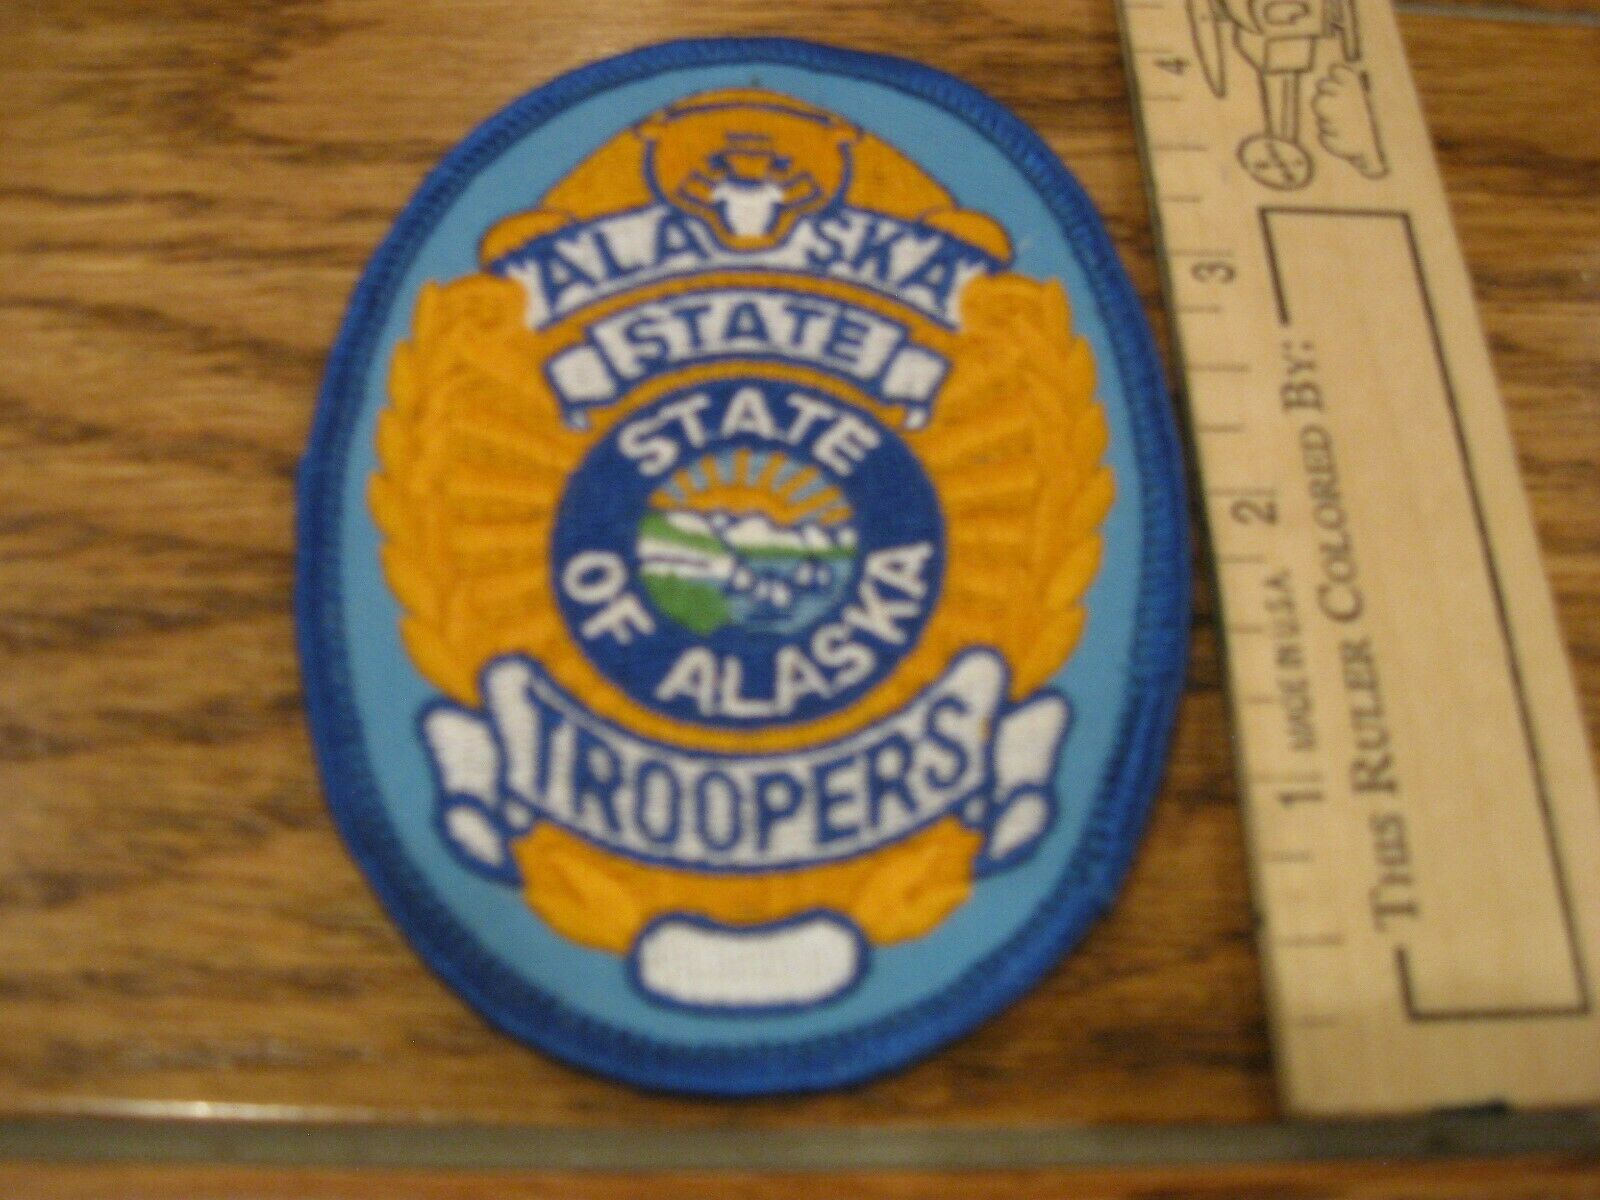 ALASKA
STATE
STATE
OF ALASKA
TROOPERS
4
3
2
1
MADE IN U.S.A.
THIS RULER COLORED BY: